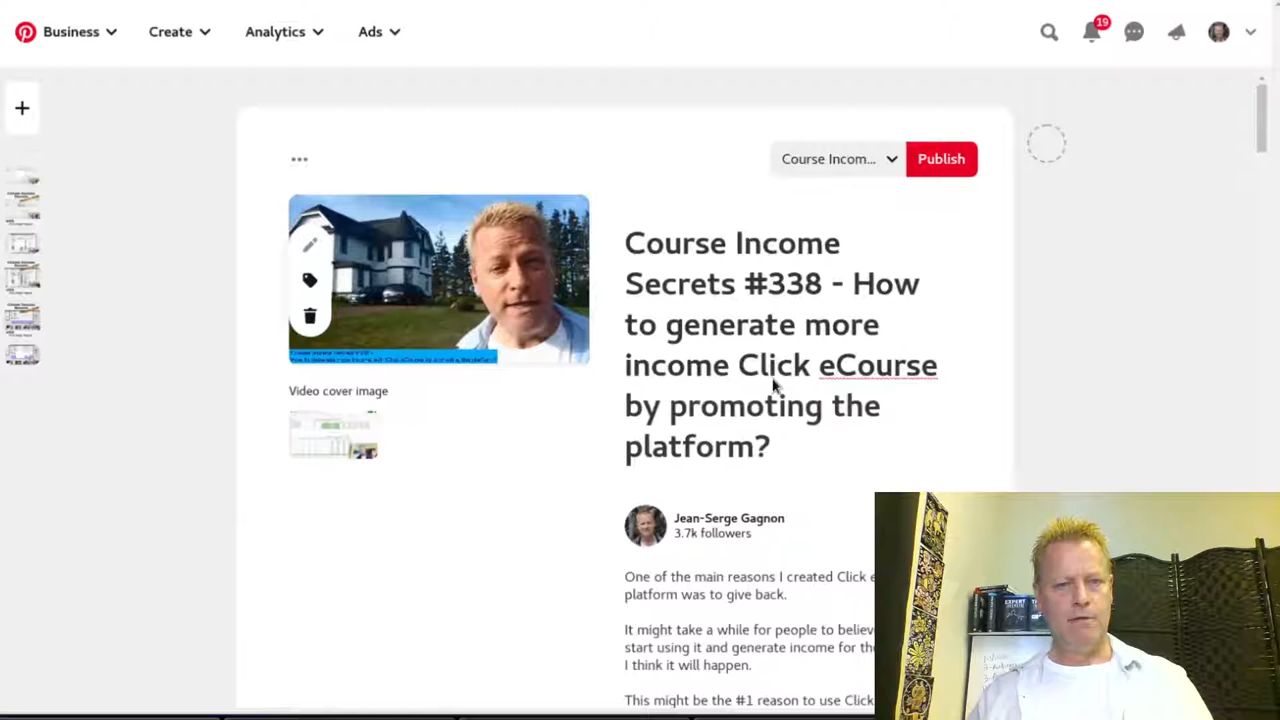 Business Create Analytics Ads 19
Course Incom... Publish
Course Income
Secrets #338 - How
to generate more
income Click eCourse
by promoting the
platform?
Video cover image
Jean-Serge Gagnon
3.7k followers
One of the main reasons I created Click e
platform was to give back.
It might take a while for people to believ
start using it and generate income for the
I think it will happen.
This might be the #1 reason to use Click
EXPERT